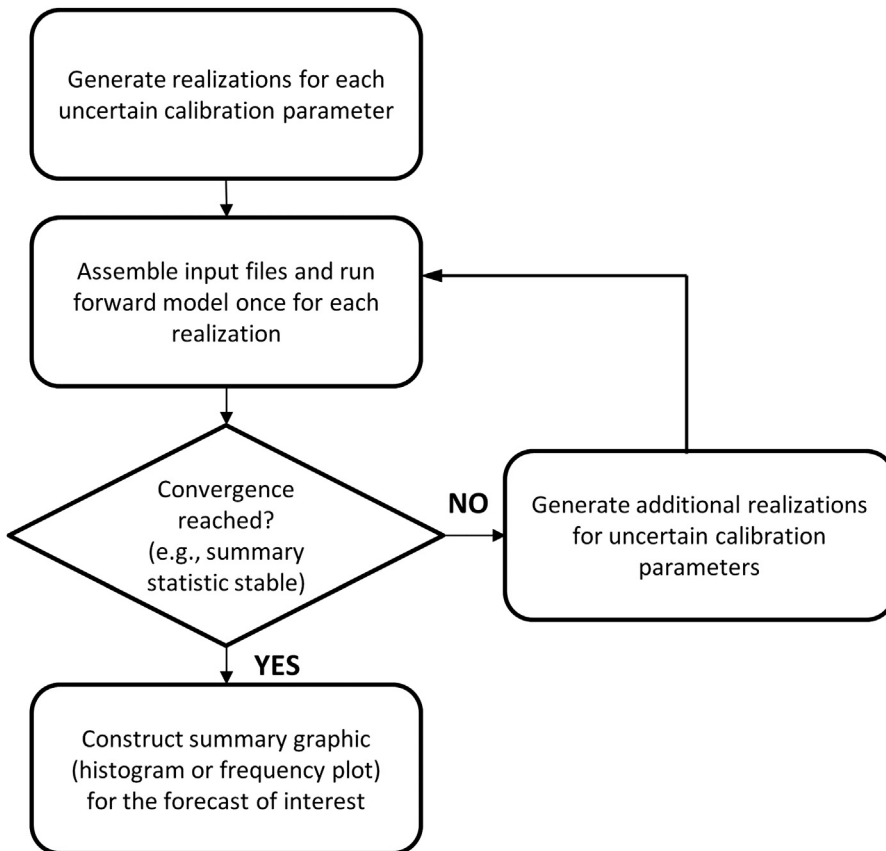 Generate realizations for each
uncertain calibration parameter
Assemble input files and run
forward model once for each
realization
Convergence
reached?
(e.g., summary
statistic stable)
NO
Generate additional realizations
for uncertain calibration
parameters
YES
Construct summary graphic
(histogram or frequency plot)
for the forecast of interest